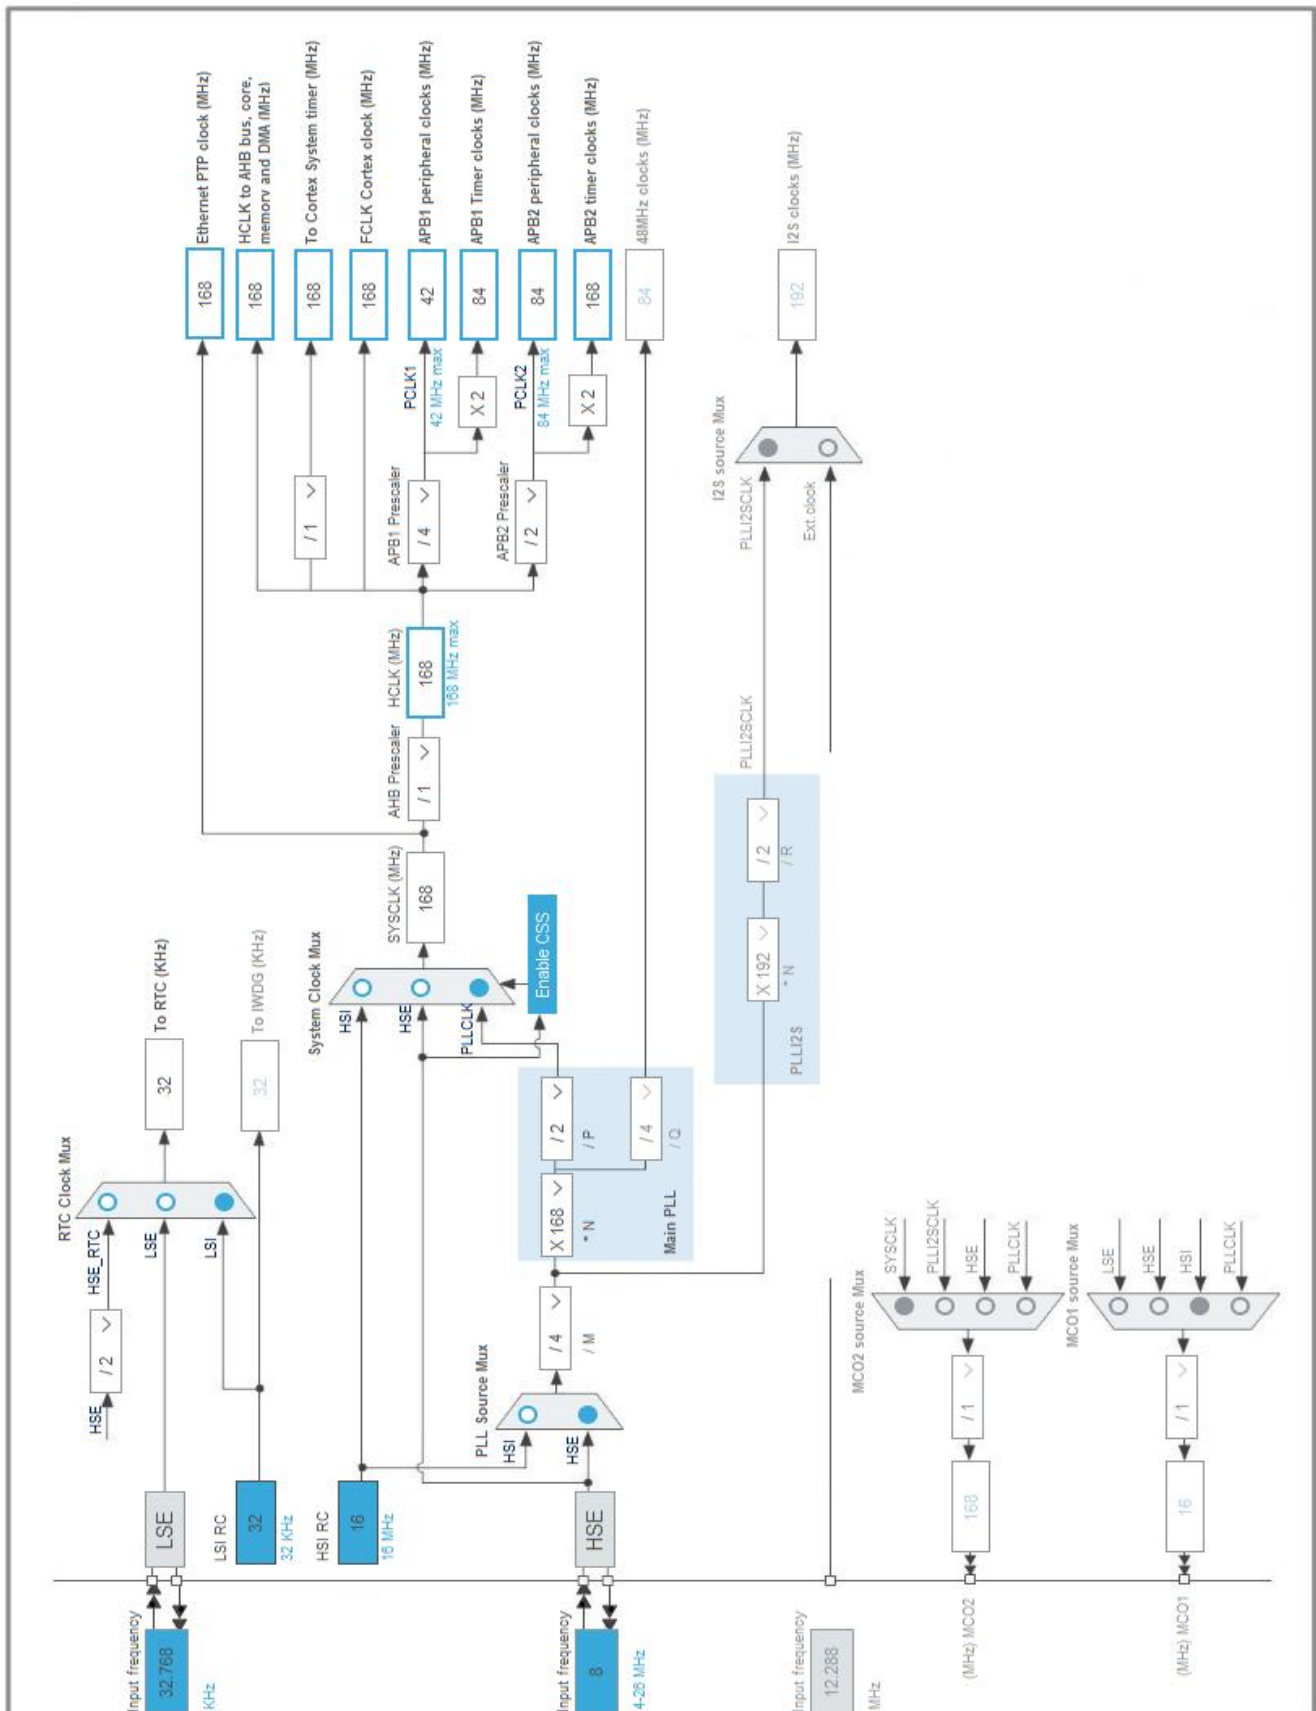 Input frequency
32.768
KHz
LSE
LSI RC
32
32 KHz
HSI RC
16
16 MHz
Input frequency
8
4-26 MHz
HSE
Input frequency
12.288
MHz
HSE
/ 2
HSE_RTC
LSE
LSI
RTC Clock Mux
32
To RTC (KHz)
32
To IWDG (KHz)
PLL Source Mux
HSI
HSE
/ 4
/ M
X 168
* N
/ 2
/ P
/ 4
/ Q
Main PLL
System Clock Mux
HSI
HSE
PLLCLK
Enable CSS
SYSCLK (MHz)
168
AHB Prescaler
/ 1
HCLK (MHz)
168
168 MHz max
/ 1
APB1 Prescaler
/ 4
PCLK1
42 MHz max
X 2
APB2 Prescaler
/ 2
PCLK2
84 MHz max
X 2
168
Ethernet PTP clock (MHz)
168
HCLK to AHB bus, core,
memory and DMA (MHz)
168
To Cortex System timer (MHz)
168
FCLK Cortex clock (MHz)
42
APB1 peripheral clocks (MHz)
84
APB1 Timer clocks (MHz)
84
APB2 peripheral clocks (MHz)
168
APB2 timer clocks (MHz)
84
48MHz clocks (MHz)
PLLI2S
X 192
* N
/ 2
/ R
PLLI2SCLK
I2S source Mux
PLLI2SCLK
Ext.clock
192
I2S clocks (MHz)
MCO2 source Mux
SYSCLK
PLLI2SCLK
HSE
PLLCLK
/ 1
168
(MHz) MCO2
MCO1 source Mux
LSE
HSE
HSI
PLLCLK
/ 1
16
(MHz) MCO1